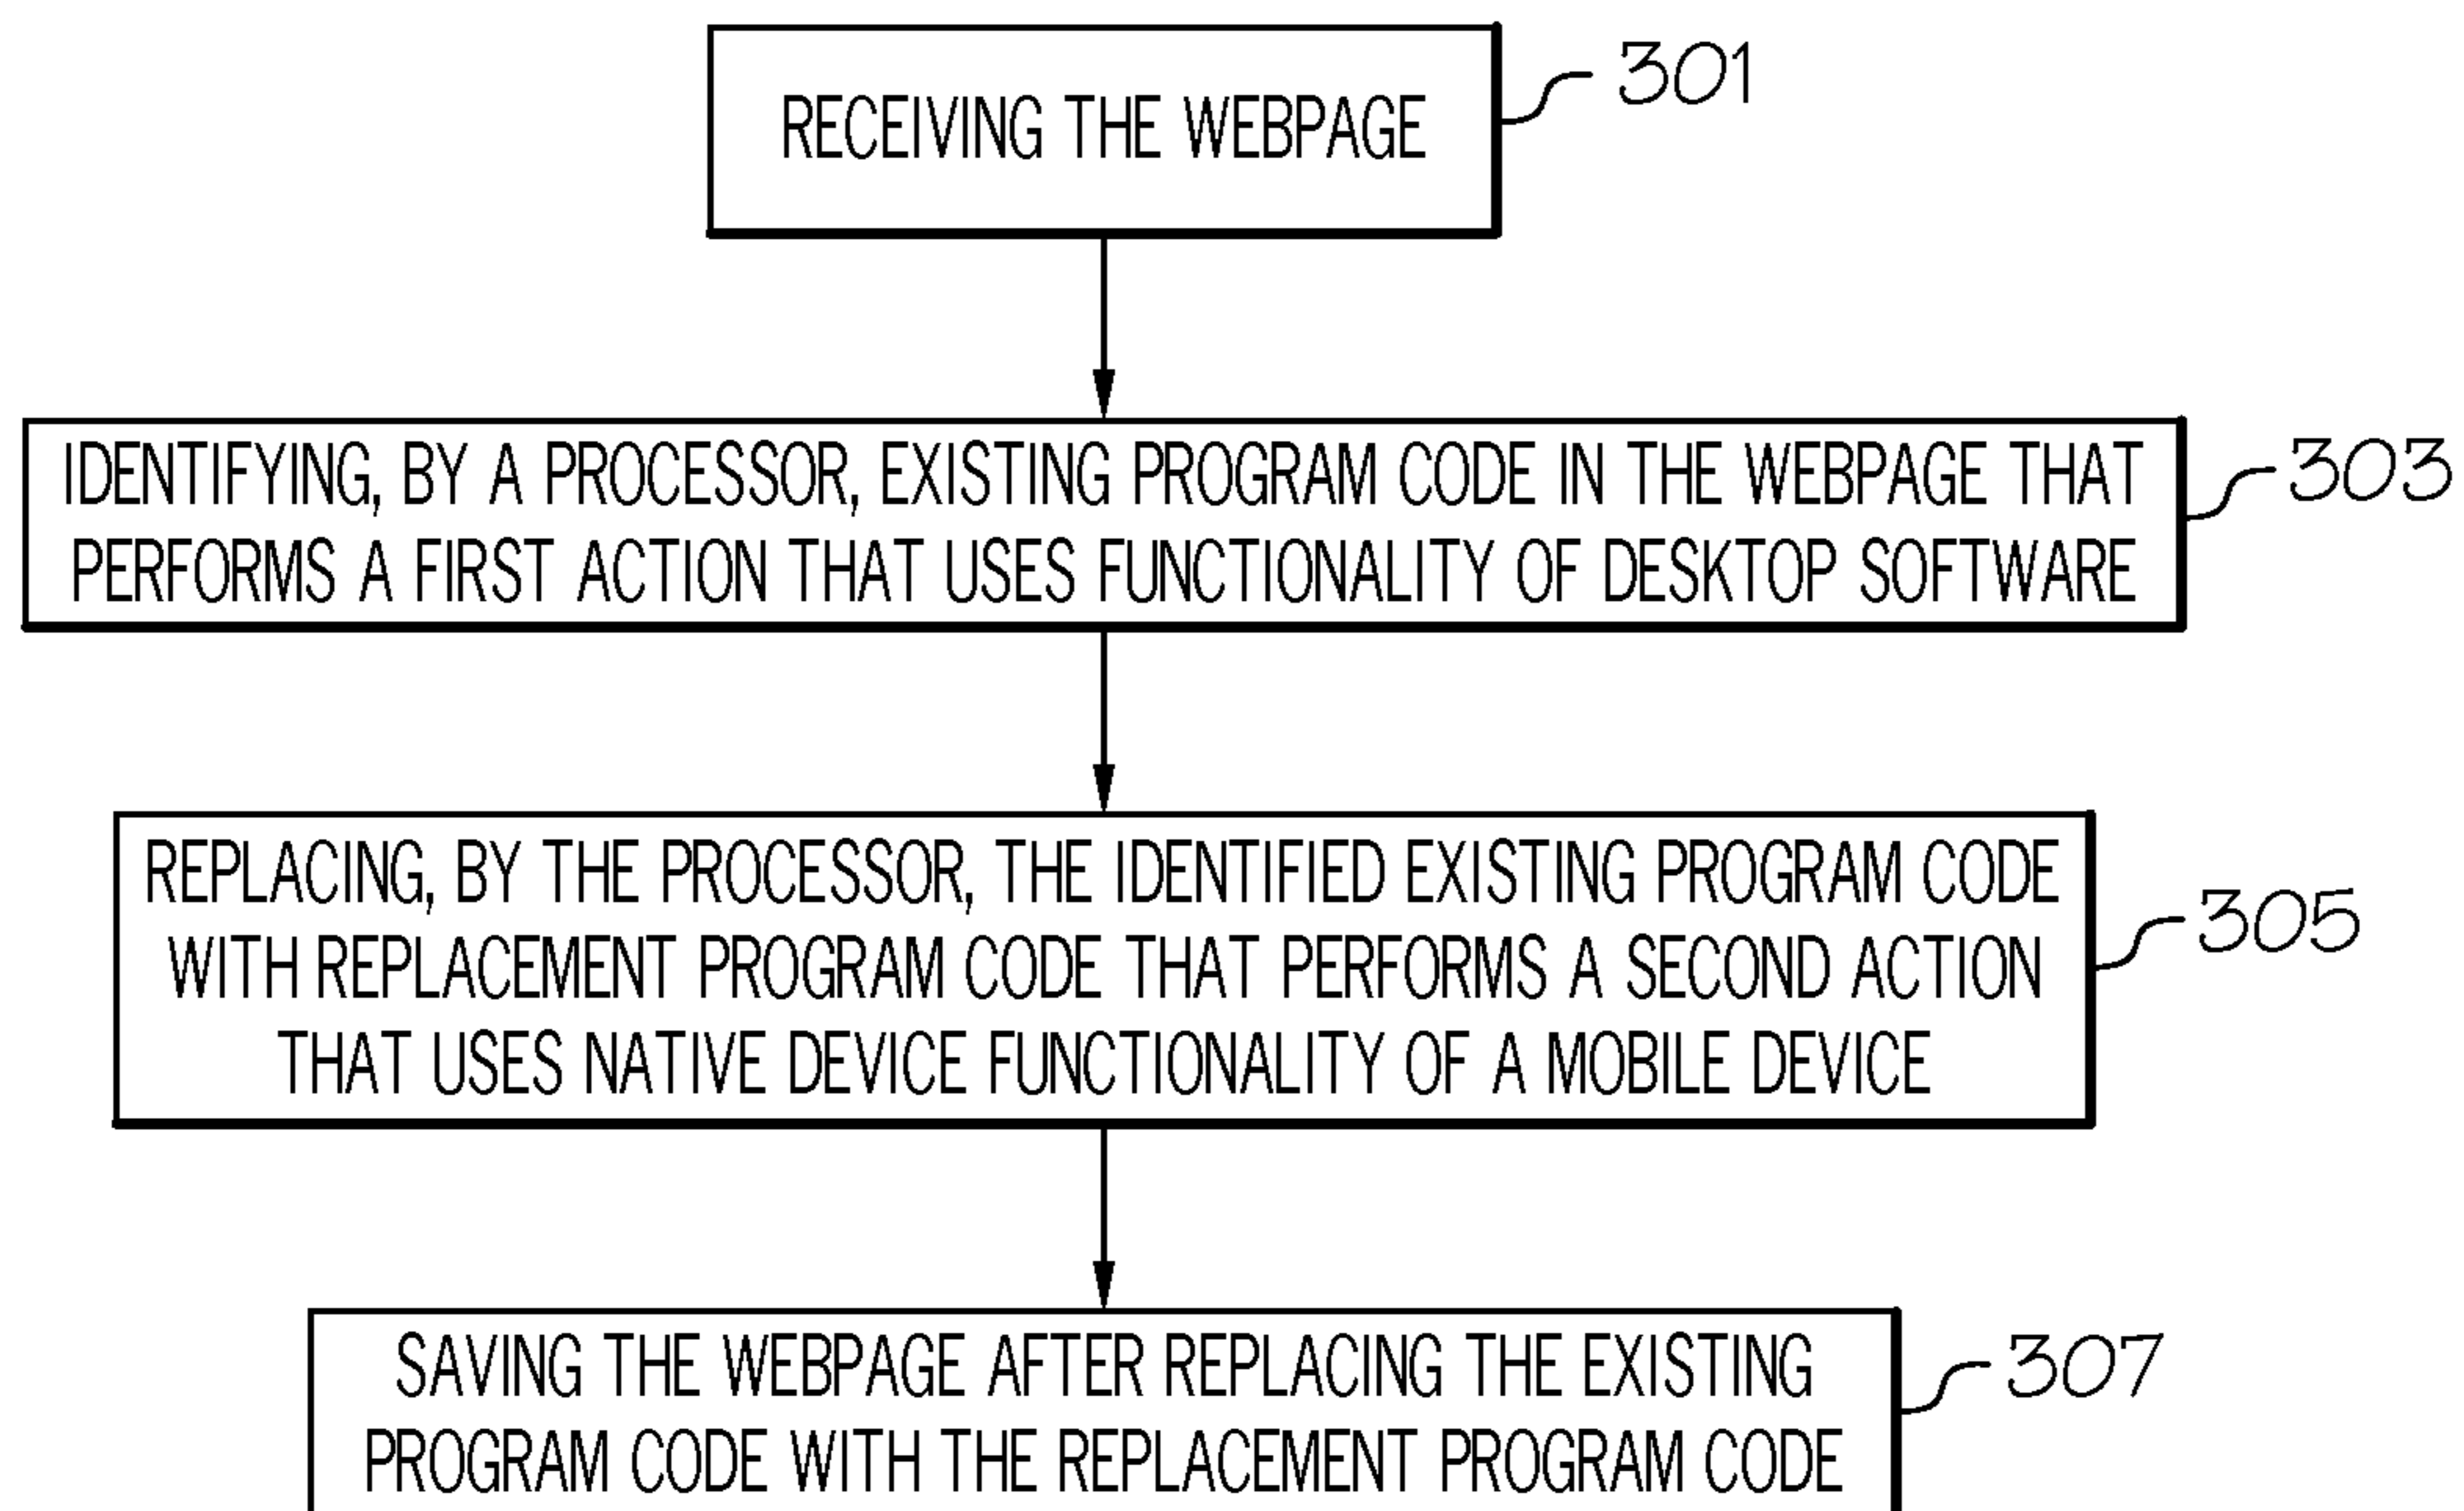 RECEIVING THE WEBPAGE
301
IDENTIFYING, BY A PROCESSOR, EXISTING PROGRAM CODE IN THE WEBPAGE THAT
PERFORMS A FIRST ACTION THAT USES FUNCTIONALITY OF DESKTOP SOFTWARE
303
REPLACING, BY THE PROCESSOR, THE IDENTIFIED EXISTING PROGRAM CODE
WITH REPLACEMENT PROGRAM CODE THAT PERFORMS A SECOND ACTION
THAT USES NATIVE DEVICE FUNCTIONALITY OF A MOBILE DEVICE
305
SAVING THE WEBPAGE AFTER REPLACING THE EXISTING
PROGRAM CODE WITH THE REPLACEMENT PROGRAM CODE
307